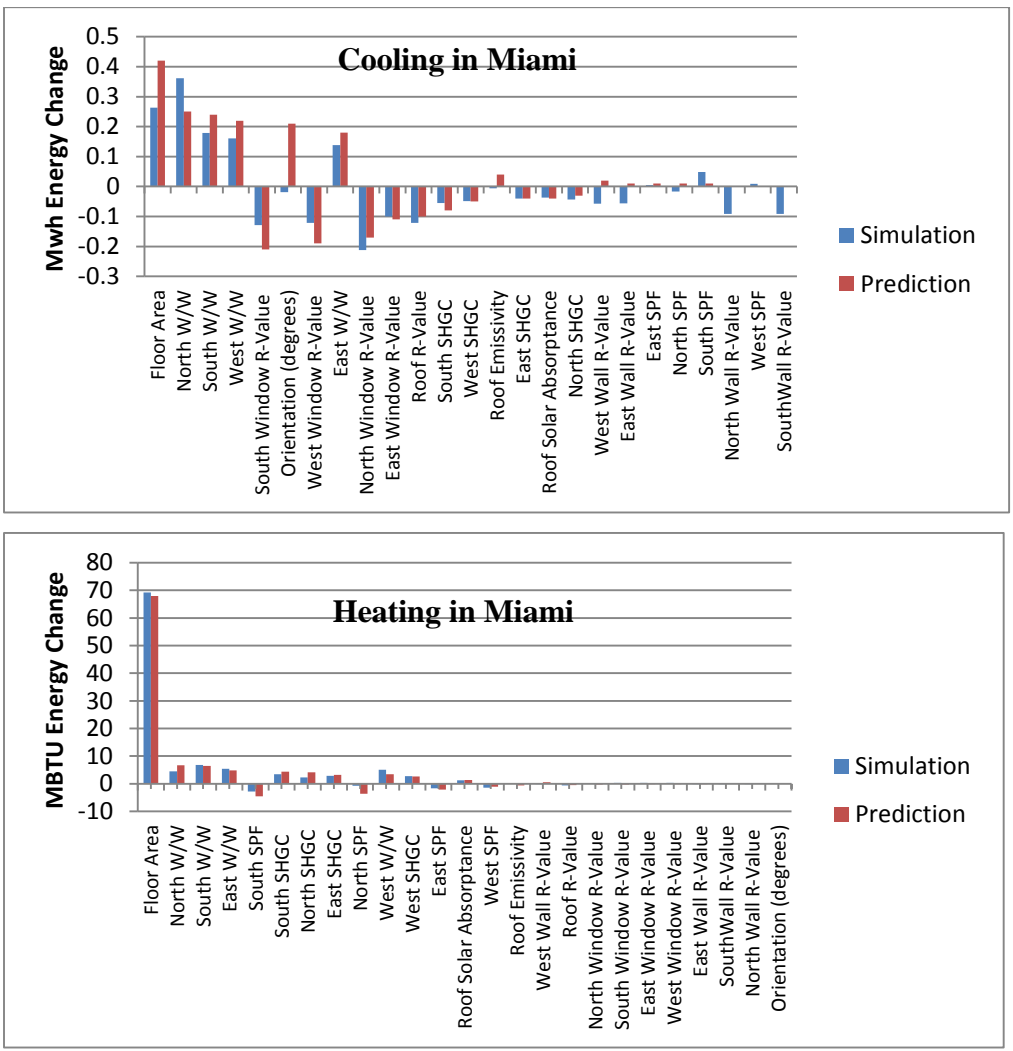 Cooling in Miami
Mwh Energy Change
0.5
0.4
0.3
0.2
0.1
0
-0.1
-0.2
-0.3
Floor Area
North W/W
South W/W
West W/W
South Window R-Value
Orientation (degrees)
West Window R-Value
East W/W
North Window R-Value
East Window R-Value
Roof R-Value
South SHGC
West SHGC
Roof Emissivity
East SHGC
Roof Solar Absorptance
North SHGC
West Wall R-Value
East Wall R-Value
East SPF
North SPF
South SPF
North Wall R-Value
West SPF
SouthWall R-Value
Simulation
Prediction
Heating in Miami
MBTU Energy Change
80
70
60
50
40
30
20
10
0
-10
Floor Area
North W/W
South W/W
East W/W
South SPF
South SHGC
North SHGC
East SHGC
North SPF
West W/W
West SHGC
East SPF
Roof Solar Absorptance
West SPF
Roof Emissivity
West Wall R-Value
Roof R-Value
North Window R-Value
South Window R-Value
East Window R-Value
West Window R-Value
East Wall R-Value
SouthWall R-Value
North Wall R-Value
Orientation (degrees)
Simulation
Prediction